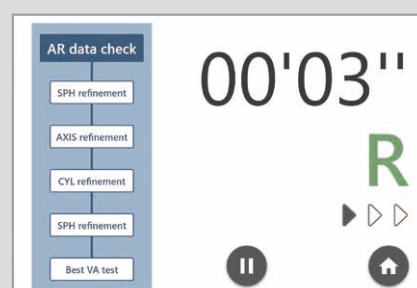 AR data check
SPH refinement
AXIS refinement
CYL refinement
SPH refinement
Best VA test
00'03''
R